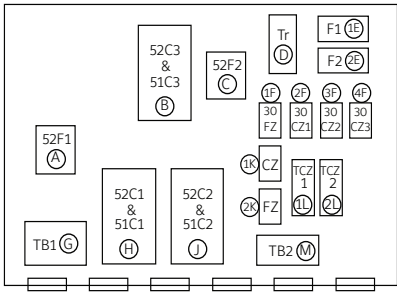 52C3
&
51C3
B
52F2
C
Tr
D
F1 1E
F2 2E
1F 2F 3F 4F
30 30 30 30
FZ CZ1 CZ2 CZ3
52F1
A
1K CZ
2K FZ
TCZ TCZ
1 2
1L 2L
52C1
&
51C1
H
52C2
&
51C2
J
TB1 G
TB2 M